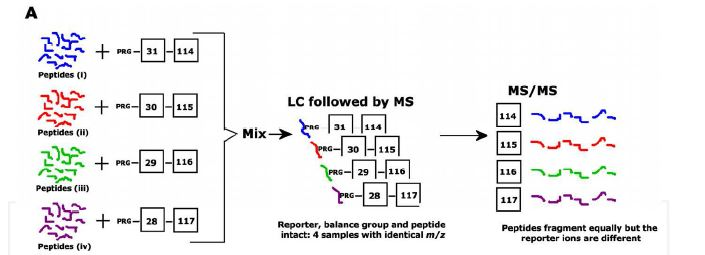 A
+ PRG – 31 – 114
Peptides (i)
+ PRG – 30 – 115
Peptides (ii)
+ PRG – 29 – 116
Peptides (iii)
+ PRG – 28 – 117
Peptides (iv)
Mix
LC followed by MS
PRG – 31 – 114
PRG – 30 – 115
PRG – 29 – 116
PRG – 28 – 117
Reporter, balance group and peptide
intact: 4 samples with identical m/z
MS/MS
114
115
116
117
Peptides fragment equally but the
reporter ions are different